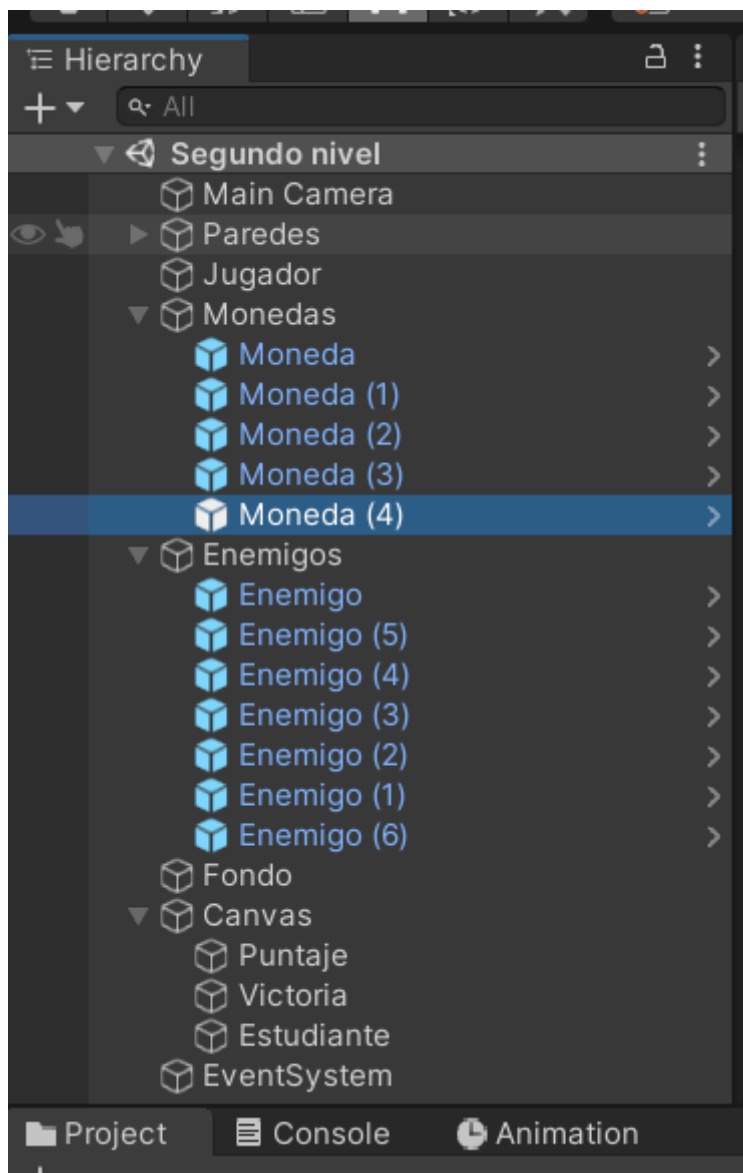 Hierarchy
All
Segundo nivel
Main Camera
Paredes
Jugador
Monedas
Moneda
Moneda (1)
Moneda (2)
Moneda (3)
Moneda (4)
Enemigos
Enemigo
Enemigo (5)
Enemigo (4)
Enemigo (3)
Enemigo (2)
Enemigo (1)
Enemigo (6)
Fondo
Canvas
Puntaje
Victoria
Estudiante
EventSystem
Project Console Animation